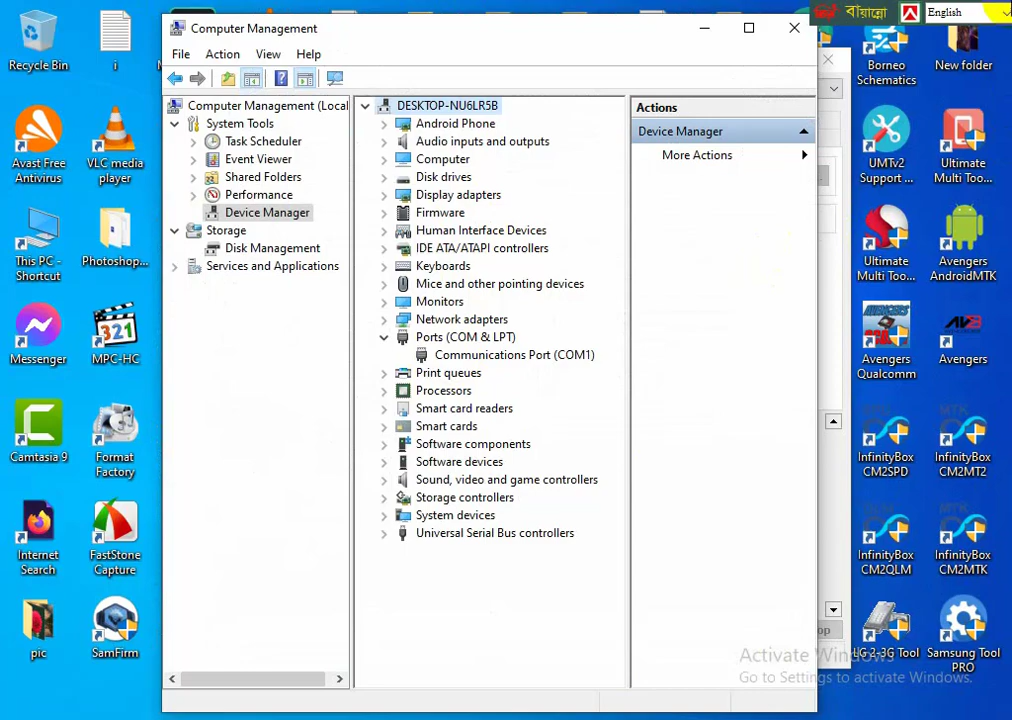 Computer Management
File Action View Help
Computer Management (Local
System Tools
Task Scheduler
Event Viewer
Shared Folders
Performance
Device Manager
Storage
Disk Management
Services and Applications
DESKTOP-NU6LR5B
Android Phone
Audio inputs and outputs
Computer
Disk drives
Display adapters
Firmware
Human Interface Devices
IDE ATA/ATAPI controllers
Keyboards
Mice and other pointing devices
Monitors
Network adapters
Ports (COM & LPT)
Communications Port (COM1)
Print queues
Processors
Smart card readers
Smart cards
Software components
Software devices
Sound, video and game controllers
Storage controllers
System devices
Universal Serial Bus controllers
Actions
Device Manager
More Actions
Recycle Bin
i
Avast Free
Antivirus
VLC media
player
This PC -
Shortcut
Photoshop...
Messenger
MPC-HC
321
Camtasia 9
Format
Factory
Internet
Search
FastStone
Capture
pic
SamFirm
বায়ান্নো
English
Borneo
Schematics
New folder
UMTv2
Support ...
Ultimate
Multi Too...
Ultimate
Multi Too...
Avengers
AndroidMTK
AVENGERS
Avengers
Qualcomm
Avengers
InfinityBox
CM2SPD
InfinityBox
CM2MT2
InfinityBox
CM2QLM
InfinityBox
CM2MTK
op
LG 2-3G Tool
Samsung Tool
PRO
Activate Windows
Go to Settings to activate Windows.